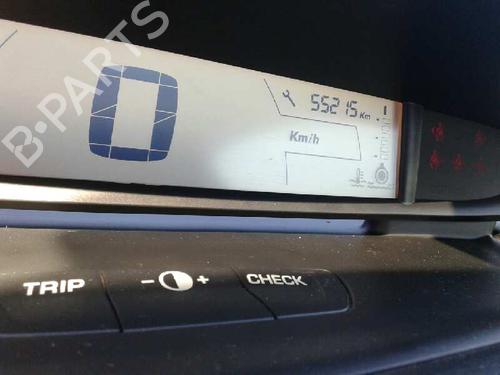 B-PARTS
0
55215 Km
Km/h
TRIP
- +
CHECK